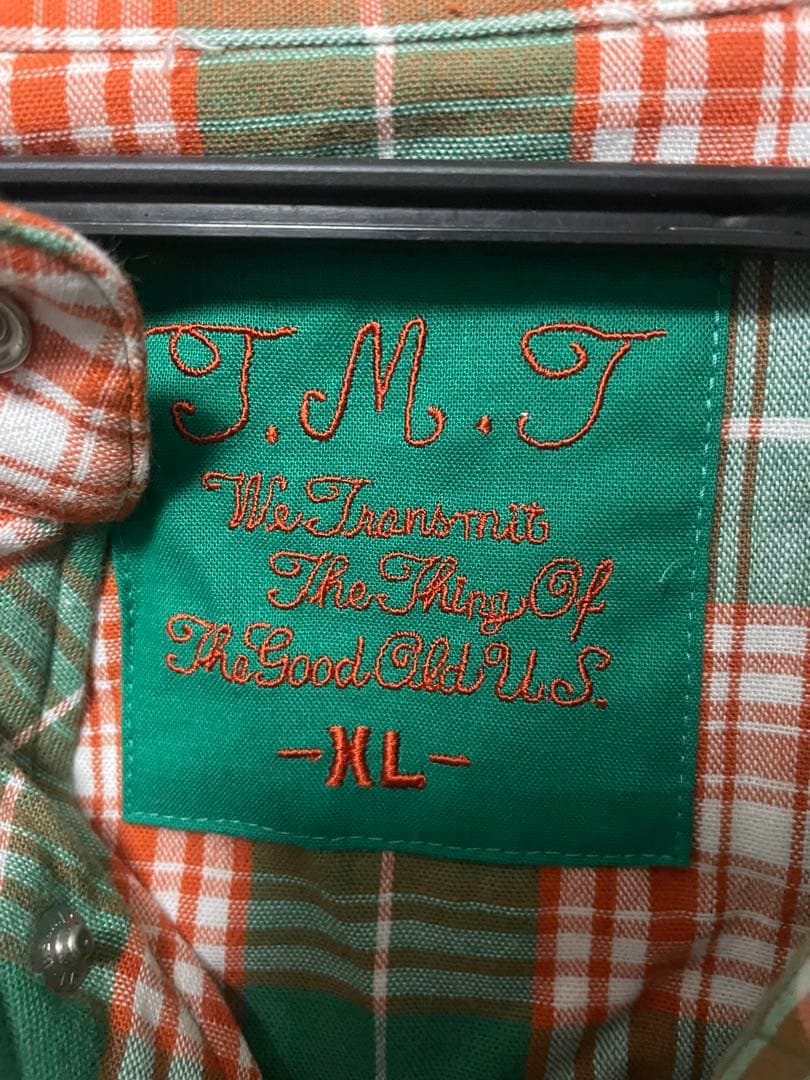 T.M.T
We Transmit
The Thing Of
The Good Old U.S.
-XL-